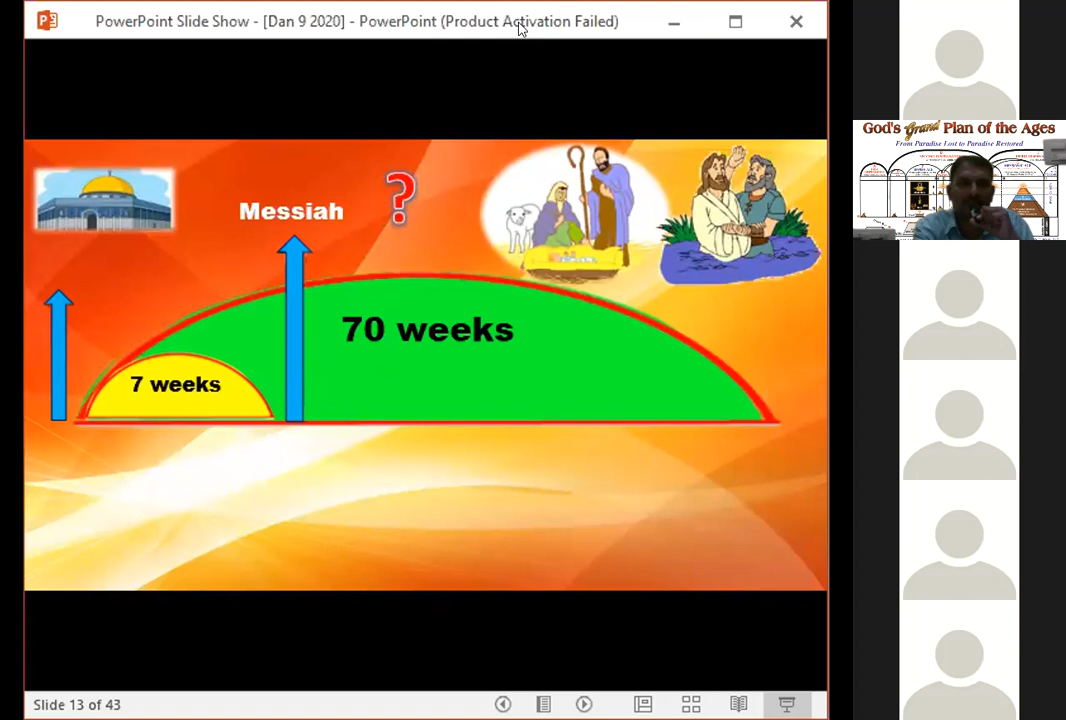 PowerPoint Slide Show - [Dan 9 2020] - PowerPoint (Product Activation Failed)
God's Grand Plan of the Ages
From Paradise Lost to Paradise Restored
Messiah
?
70 weeks
7 weeks
Slide 13 of 43